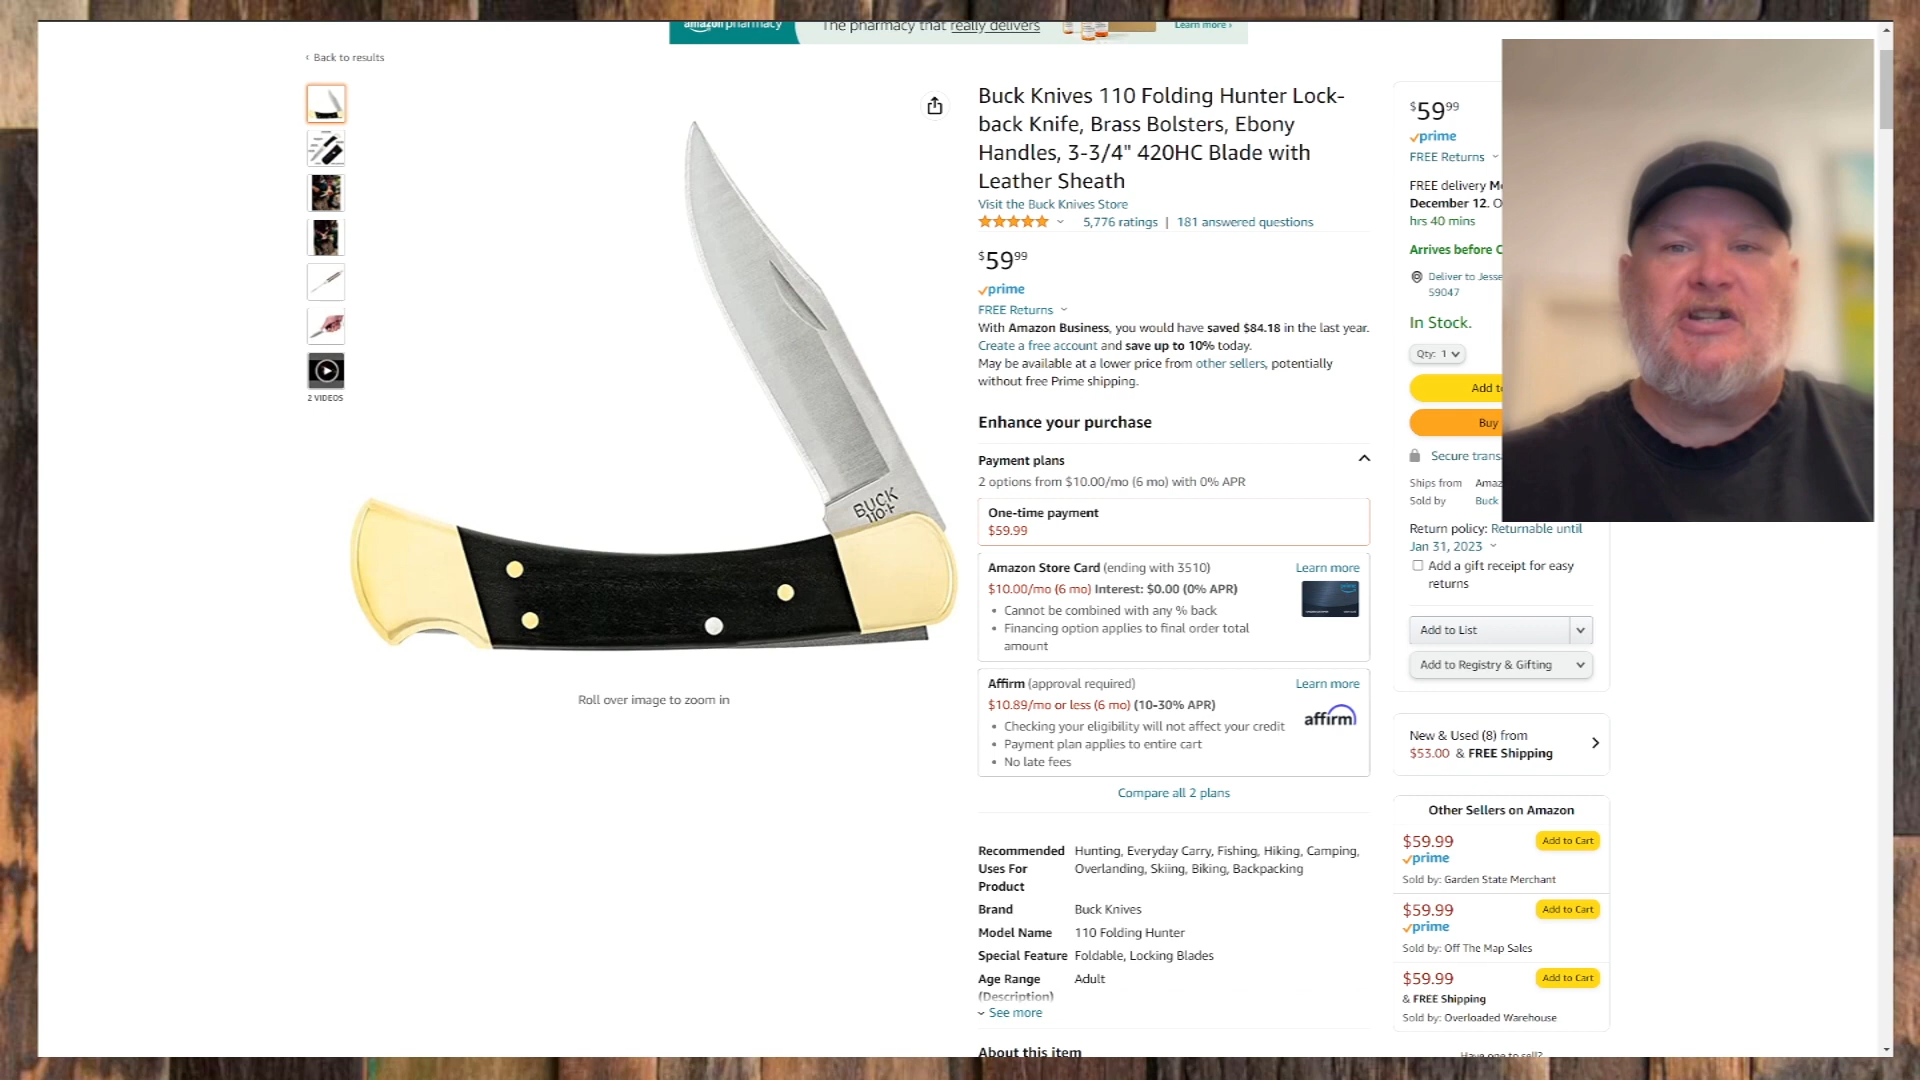 amazon pharmacy
The pharmacy that really delivers
Learn more ›
‹ Back to results
2 VIDEOS
BUCK
110+
Roll over image to zoom in
Buck Knives 110 Folding Hunter Lock-
back Knife, Brass Bolsters, Ebony
Handles, 3-3/4" 420HC Blade with
Leather Sheath
Visit the Buck Knives Store
5,776 ratings | 181 answered questions
$59 99
prime
FREE Returns
With Amazon Business, you would have saved $84.18 in the last year.
Create a free account and save up to 10% today.
May be available at a lower price from other sellers, potentially
without free Prime shipping.
Enhance your purchase
Payment plans
2 options from $10.00/mo (6 mo) with 0% APR
One-time payment
$59.99
Amazon Store Card (ending with 3510) Learn more
$10.00/mo (6 mo) Interest: $0.00 (0% APR)
• Cannot be combined with any % back
• Financing option applies to final order total
amount
Affirm (approval required) Learn more
$10.89/mo or less (6 mo) (10-30% APR)
affirm
• Checking your eligibility will not affect your credit
• Payment plan applies to entire cart
• No late fees
Compare all 2 plans
Recommended Uses For Product Hunting, Everyday Carry, Fishing, Hiking, Camping,
Overlanding, Skiing, Biking, Backpacking
Brand Buck Knives
Model Name 110 Folding Hunter
Special Feature Foldable, Locking Blades
Age Range (Description) Adult
See more
About this item
$59 99
prime
FREE Returns
FREE delivery M
December 12. O
hrs 40 mins
Arrives before C
Deliver to Jesse
59047
In Stock.
Qty: 1
Add t
Buy
Secure trans
Ships from Amaz
Sold by Buck
Return policy: Returnable until
Jan 31, 2023
Add a gift receipt for easy
returns
Add to List
Add to Registry & Gifting
New & Used (8) from
$53.00 & FREE Shipping
Other Sellers on Amazon
$59.99 Add to Cart
prime
Sold by: Garden State Merchant
$59.99 Add to Cart
prime
Sold by: Off The Map Sales
$59.99 Add to Cart
& FREE Shipping
Sold by: Overloaded Warehouse
Have one to sell?